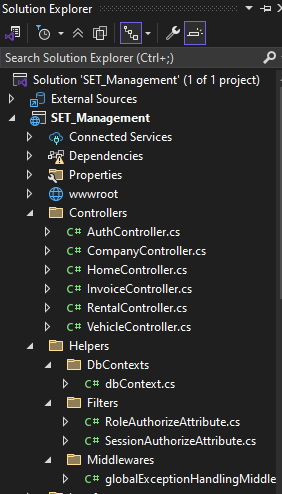 Solution Explorer
Search Solution Explorer (Ctrl+;)
Solution 'SET_Management' (1 of 1 project)
External Sources
SET_Management
Connected Services
Dependencies
Properties
wwwroot
Controllers
C# AuthController.cs
C# CompanyController.cs
C# HomeController.cs
C# InvoiceController.cs
C# RentalController.cs
C# VehicleController.cs
Helpers
DbContexts
C# dbContext.cs
Filters
C# RoleAuthorizeAttribute.cs
C# SessionAuthorizeAttribute.cs
Middlewares
C# globalExceptionHandlingMiddle